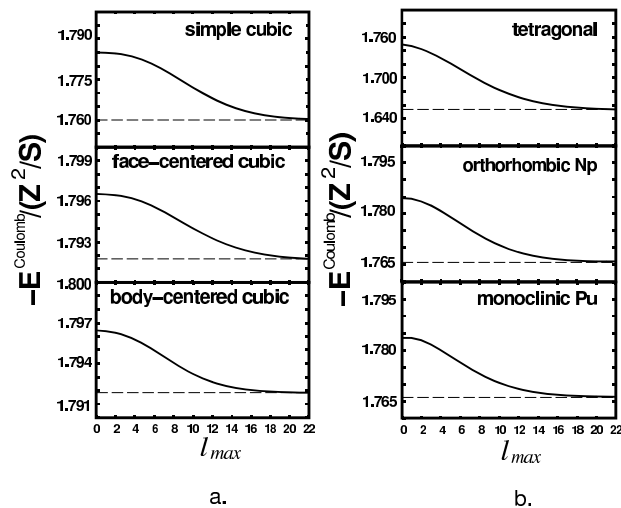 –E^Coulomb/(Z^2/S)
simple cubic
1.790
1.775
1.760
face–centered cubic
1.799
1.796
1.792
body–centered cubic
1.800
1.797
1.794
1.791
0 2 4 6 8 10 12 14 16 18 20 22
l_max
a.
–E^Coulomb/(Z^2/S)
tetragonal
1.760
1.700
1.640
orthorhombic Np
1.795
1.780
1.765
monoclinic Pu
1.795
1.780
1.765
0 2 4 6 8 10 12 14 16 18 20 22
l_max
b.